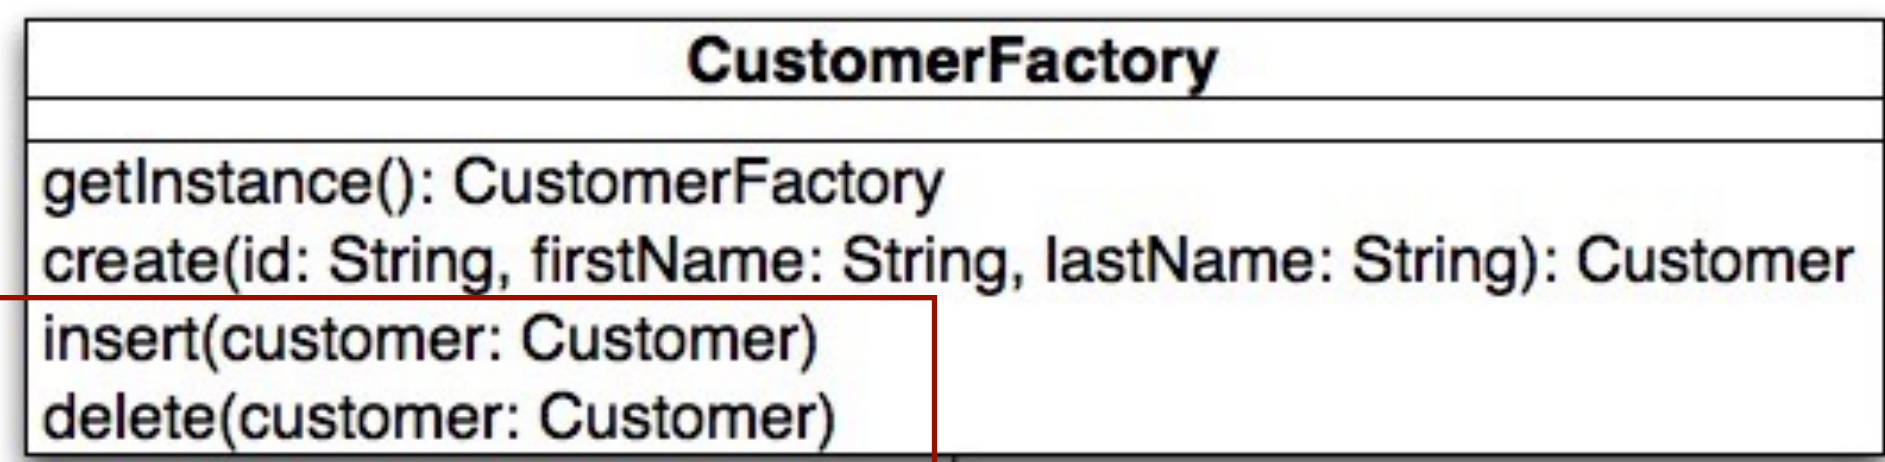 CustomerFactory
getInstance(): CustomerFactory
create(id: String, firstName: String, lastName: String): Customer
insert(customer: Customer)
delete(customer: Customer)